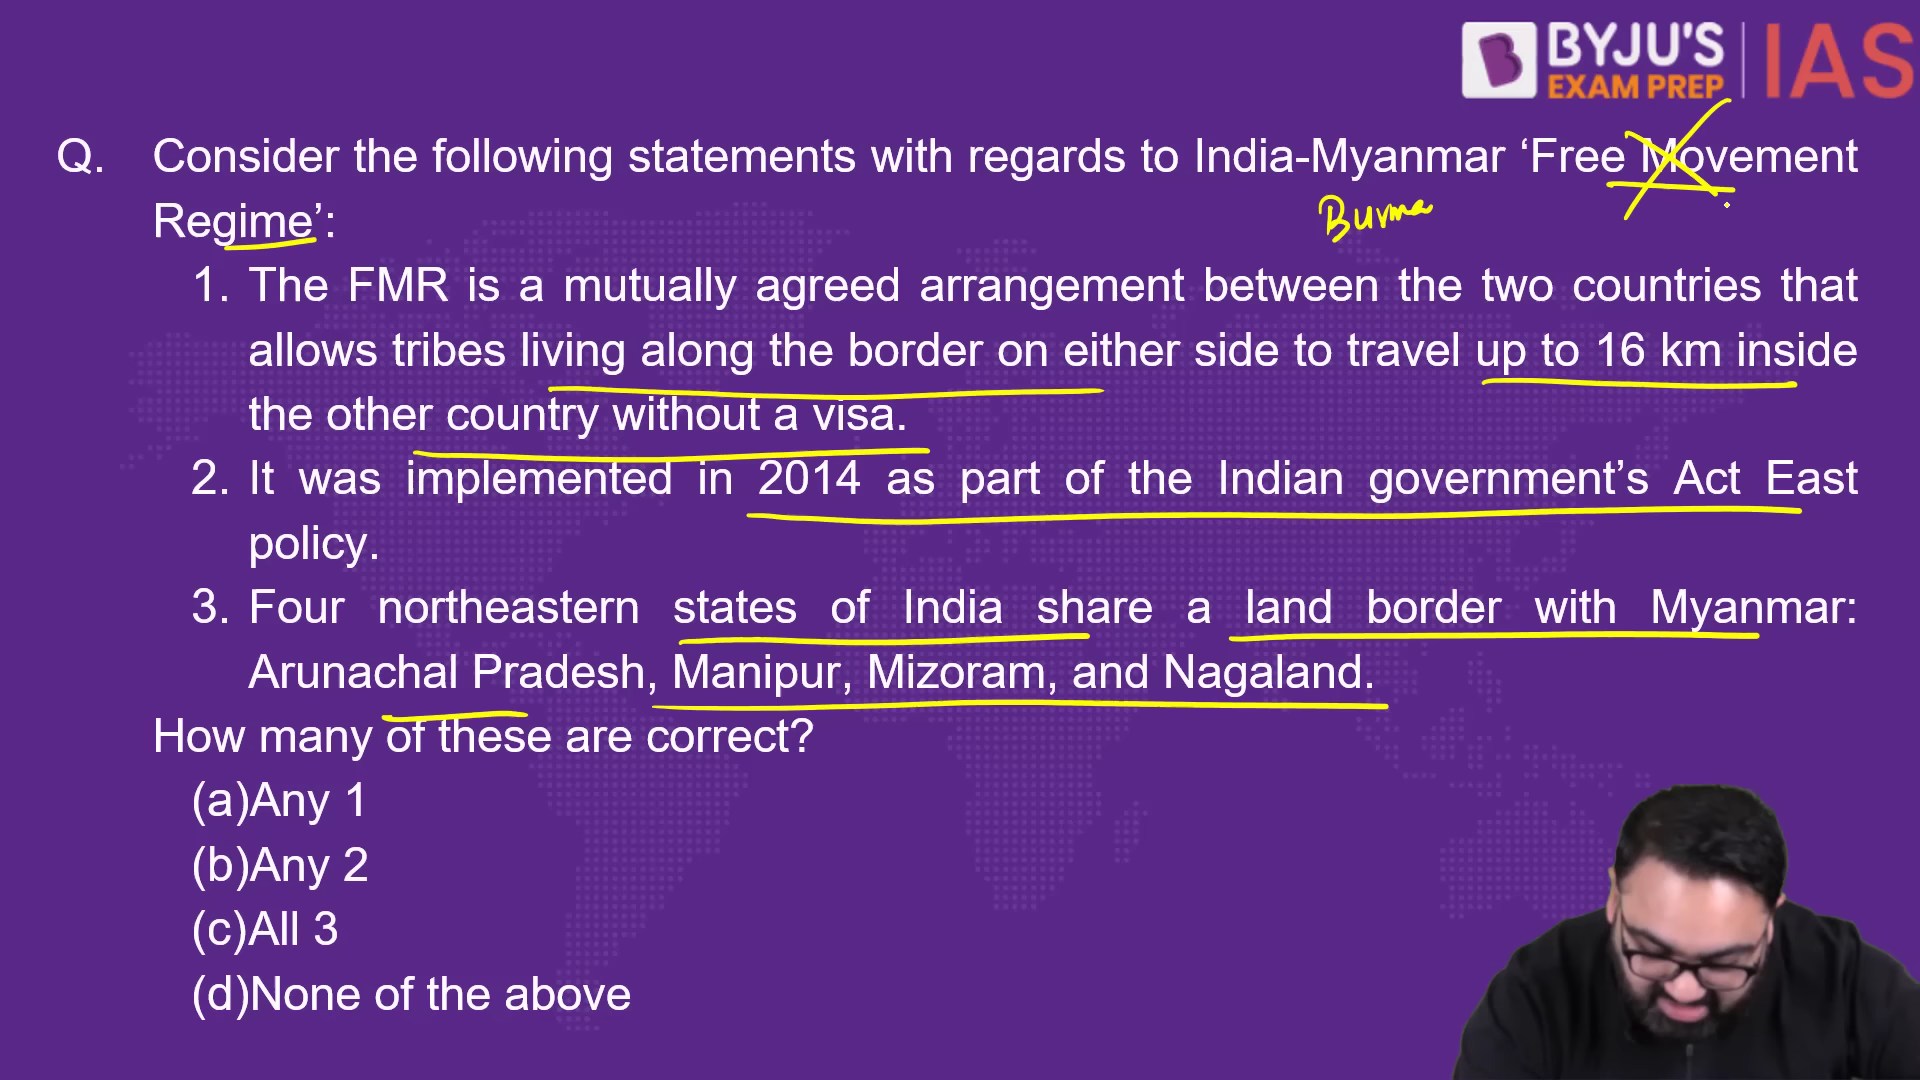 BYJU'S IAS
EXAM PREP
Q. Consider the following statements with regards to India-Myanmar ‘Free Movement
Burma
Regime’:
1. The FMR is a mutually agreed arrangement between the two countries that
allows tribes living along the border on either side to travel up to 16 km inside
the other country without a visa.
2. It was implemented in 2014 as part of the Indian government’s Act East
policy.
3. Four northeastern states of India share a land border with Myanmar:
Arunachal Pradesh, Manipur, Mizoram, and Nagaland.
How many of these are correct?
(a)Any 1
(b)Any 2
(c)All 3
(d)None of the above